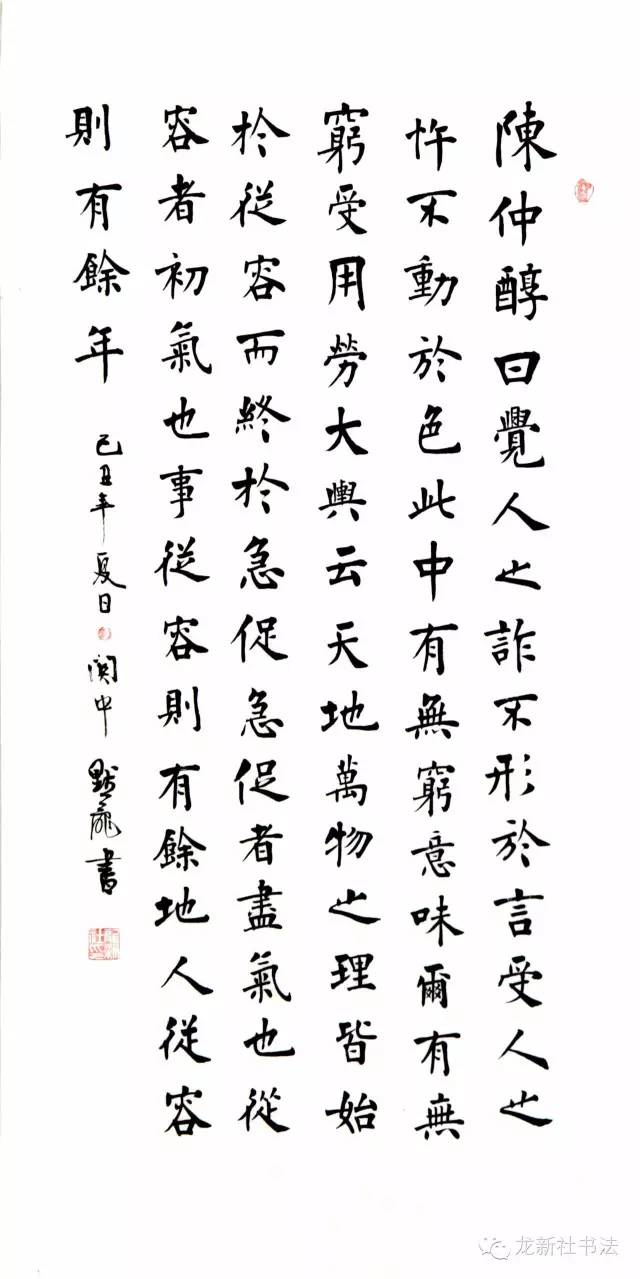 陳仲醇曰覺人之詐不形於言受人之
忤不動於色此中有無窮意味爾有無
窮受用勞大輿云天地萬物之理皆始
於從容而終於急促急促者盡氣也從
容者初氣也事從容則有餘地人從容
則有餘年
己丑年夏日関中默書
龙新社书法